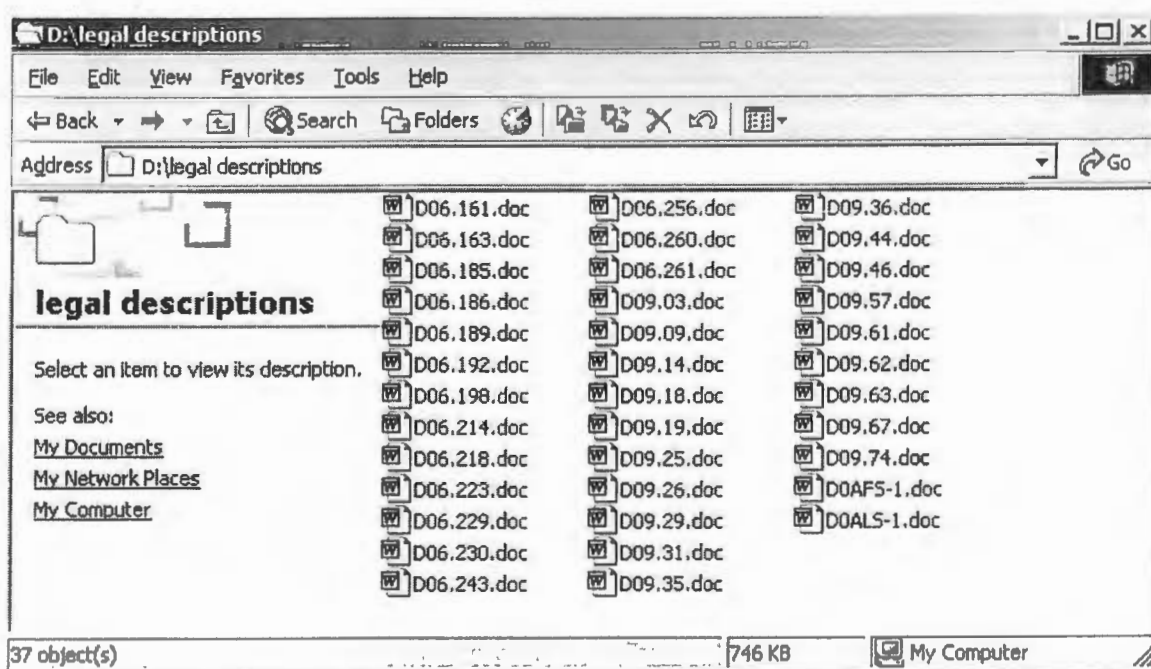 D:\legal descriptions
File Edit View Favorites Tools Help
Back Search Folders
Address D:\legal descriptions Go
legal descriptions
Select an item to view its description.
See also:
My Documents
My Network Places
My Computer
D06.161.doc
D06.163.doc
D06.185.doc
D06.186.doc
D06.189.doc
D06.192.doc
D06.198.doc
D06.214.doc
D06.218.doc
D06.223.doc
D06.229.doc
D06.230.doc
D06.243.doc
D06.256.doc
D06.260.doc
D06.261.doc
D09.03.doc
D09.09.doc
D09.14.doc
D09.18.doc
D09.19.doc
D09.25.doc
D09.26.doc
D09.29.doc
D09.31.doc
D09.35.doc
D09.36.doc
D09.44.doc
D09.46.doc
D09.57.doc
D09.61.doc
D09.62.doc
D09.63.doc
D09.67.doc
D09.74.doc
D0AFS-1.doc
D0ALS-1.doc
37 object(s) 746 KB My Computer